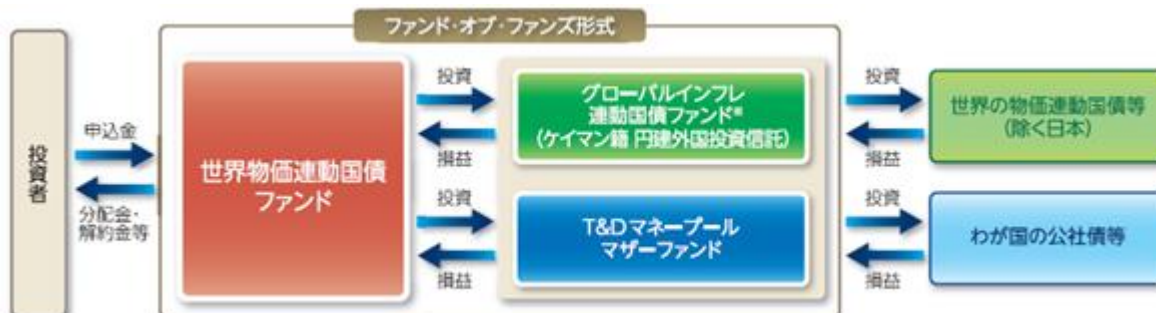 ファンド・オブ・ファンズ形式
投資者
申込金
分配金・
解約金等
世界物価連動国債
ファンド
投資
損益
投資
損益
グローバルインフレ
連動国債ファンド※
(ケイマン籍 円建外国投資信託)
T&Dマネープール
マザーファンド
投資
損益
投資
損益
世界の物価連動国債等
(除く日本)
わが国の公社債等